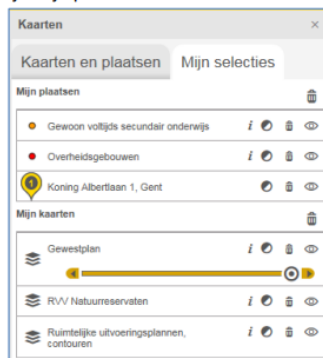 Kaarten
Kaarten en plaatsen Mijn selecties
Mijn plaatsen
Gewoon voltijds secundair onderwijs i
Overheidsgebouwen i
1 Koning Albertlaan 1, Gent
Mijn kaarten
Gewestplan i
RVV Natuurreservaten i
Ruimtelijke uitvoeringsplannen, i
contouren